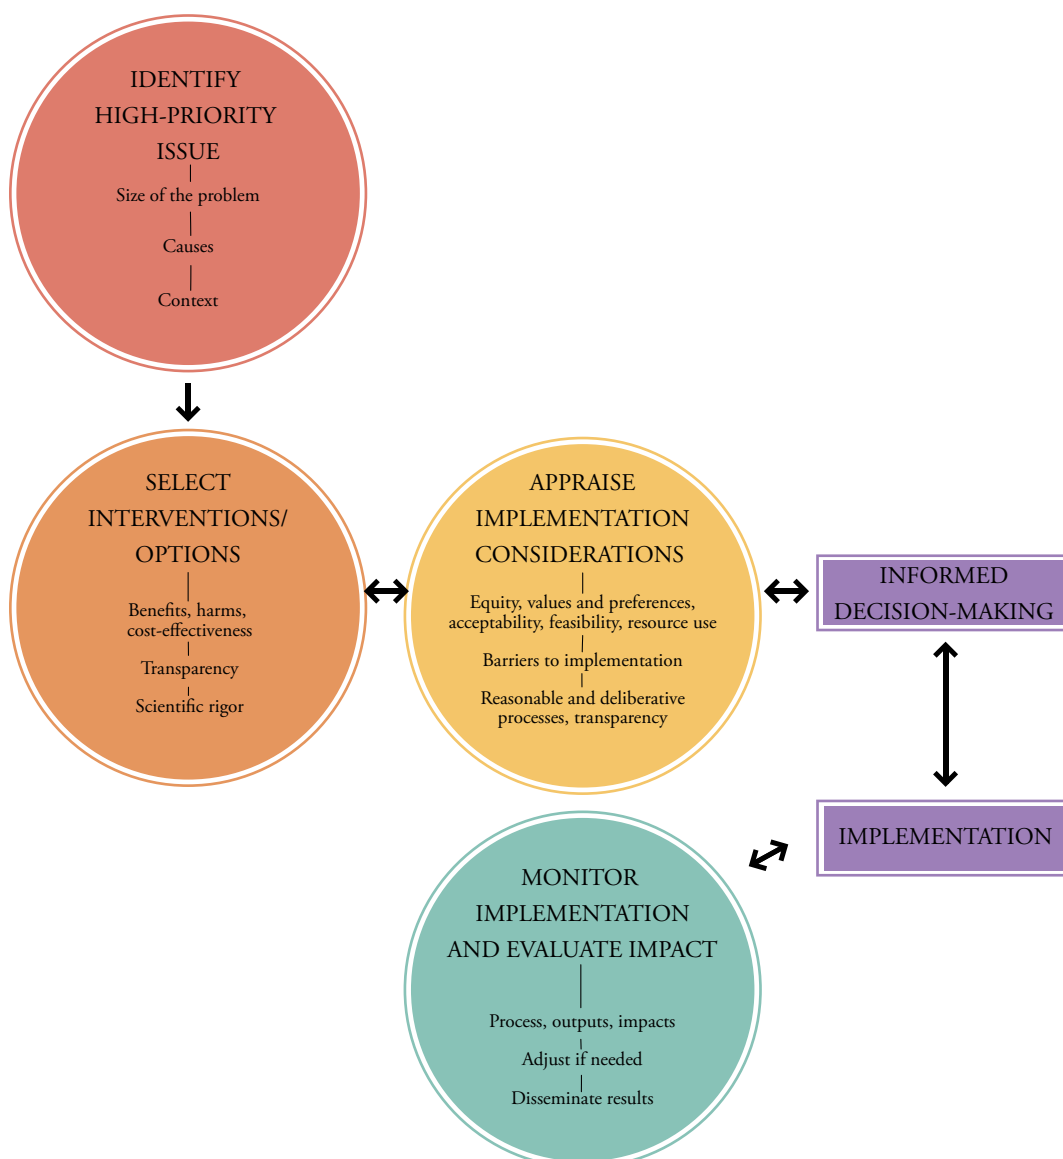 IDENTIFY
HIGH-PRIORITY
ISSUE
Size of the problem
Causes
Context
SELECT
INTERVENTIONS/
OPTIONS
Benefits, harms,
cost-effectiveness
Transparency
Scientific rigor
APPRAISE
IMPLEMENTATION
CONSIDERATIONS
Equity, values and preferences,
acceptability, feasibility, resource use
Barriers to implementation
Reasonable and deliberative
processes, transparency
INFORMED
DECISION-MAKING
IMPLEMENTATION
MONITOR
IMPLEMENTATION
AND EVALUATE IMPACT
Process, outputs, impacts
Adjust if needed
Disseminate results